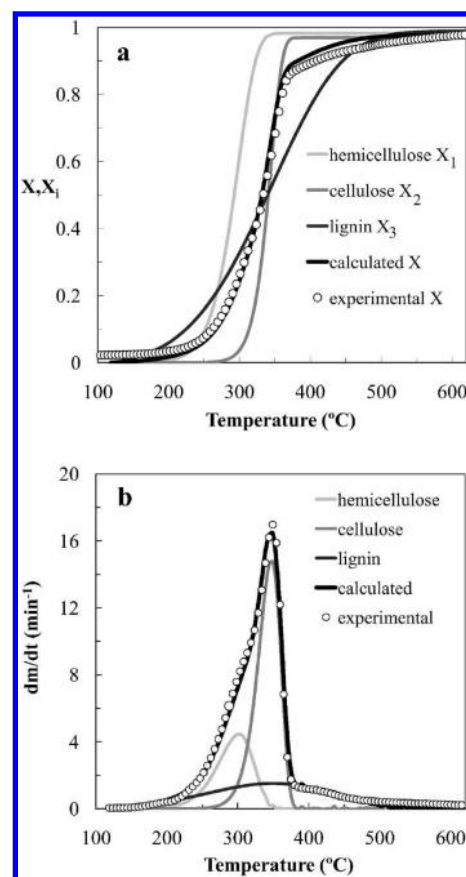 a
1
0.8
0.6
X,Xi
0.4
0.2
0
hemicellulose X1
cellulose X2
lignin X3
calculated X
experimental X
100 200 300 400 500 600
Temperature (ºC)
b
20
16
12
8
4
0
dm/dt (min-1)
hemicellulose
cellulose
lignin
calculated
experimental
100 200 300 400 500 600
Temperature (ºC)